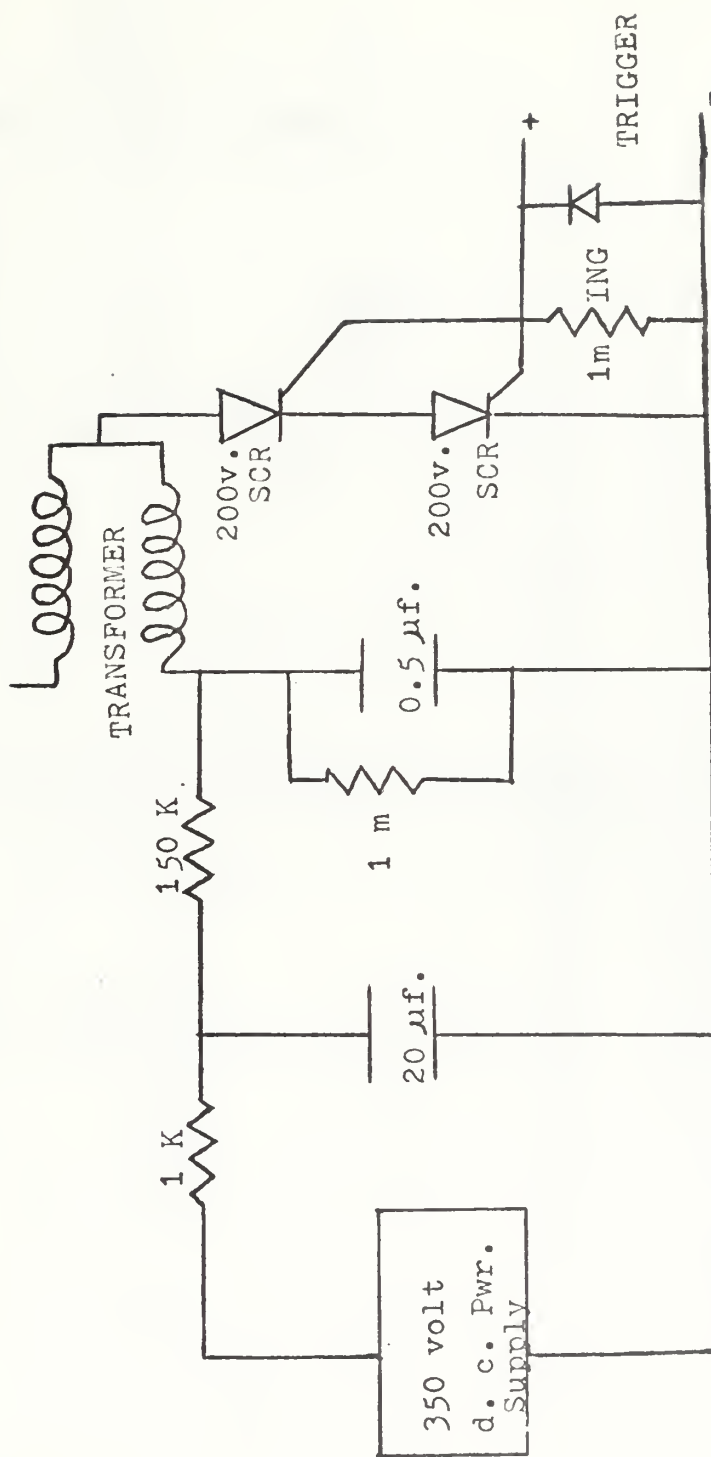 350 volt
d. c. Pwr.
Supply
1 K
20 µf.
150 K
1 m
0.5 µf.
TRANSFORMER
200v.
SCR
200v.
SCR
1m
ING
+
-
TRIGGER